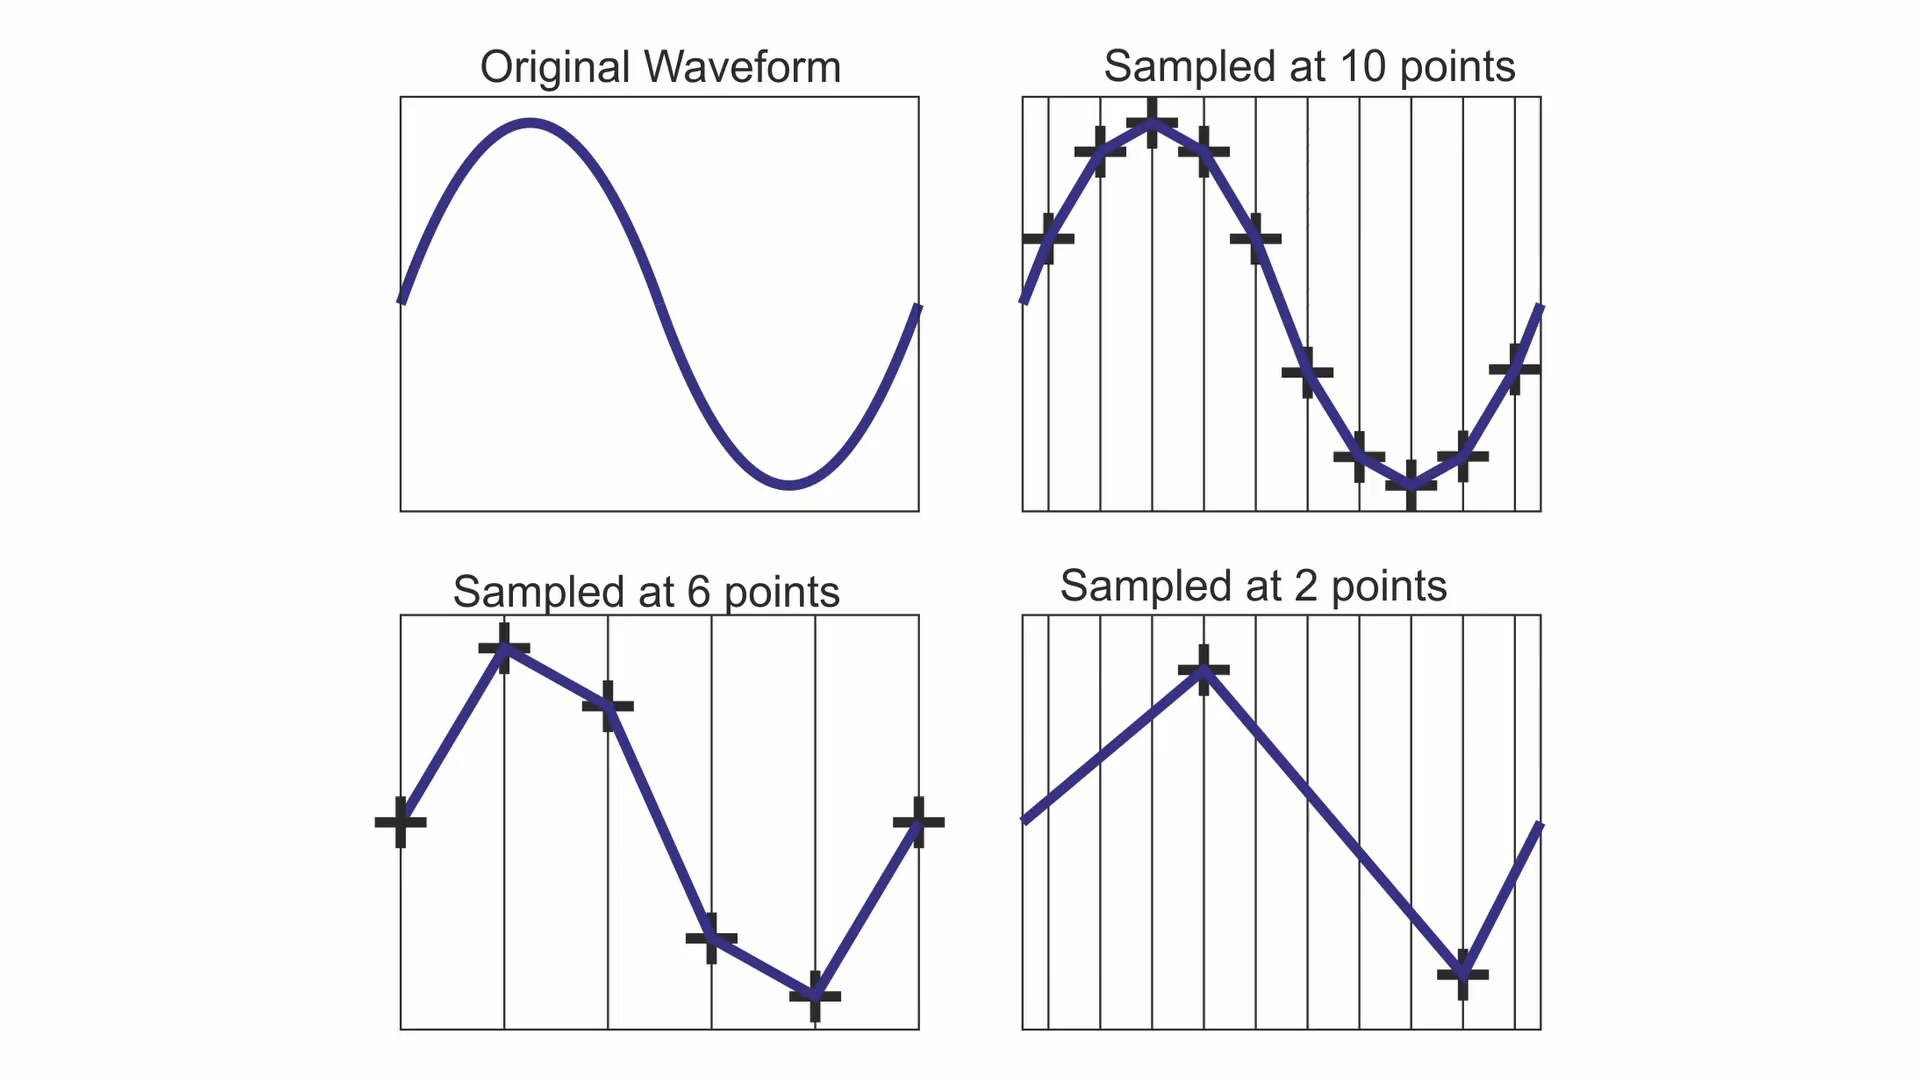 Original Waveform
Sampled at 10 points
Sampled at 6 points
Sampled at 2 points